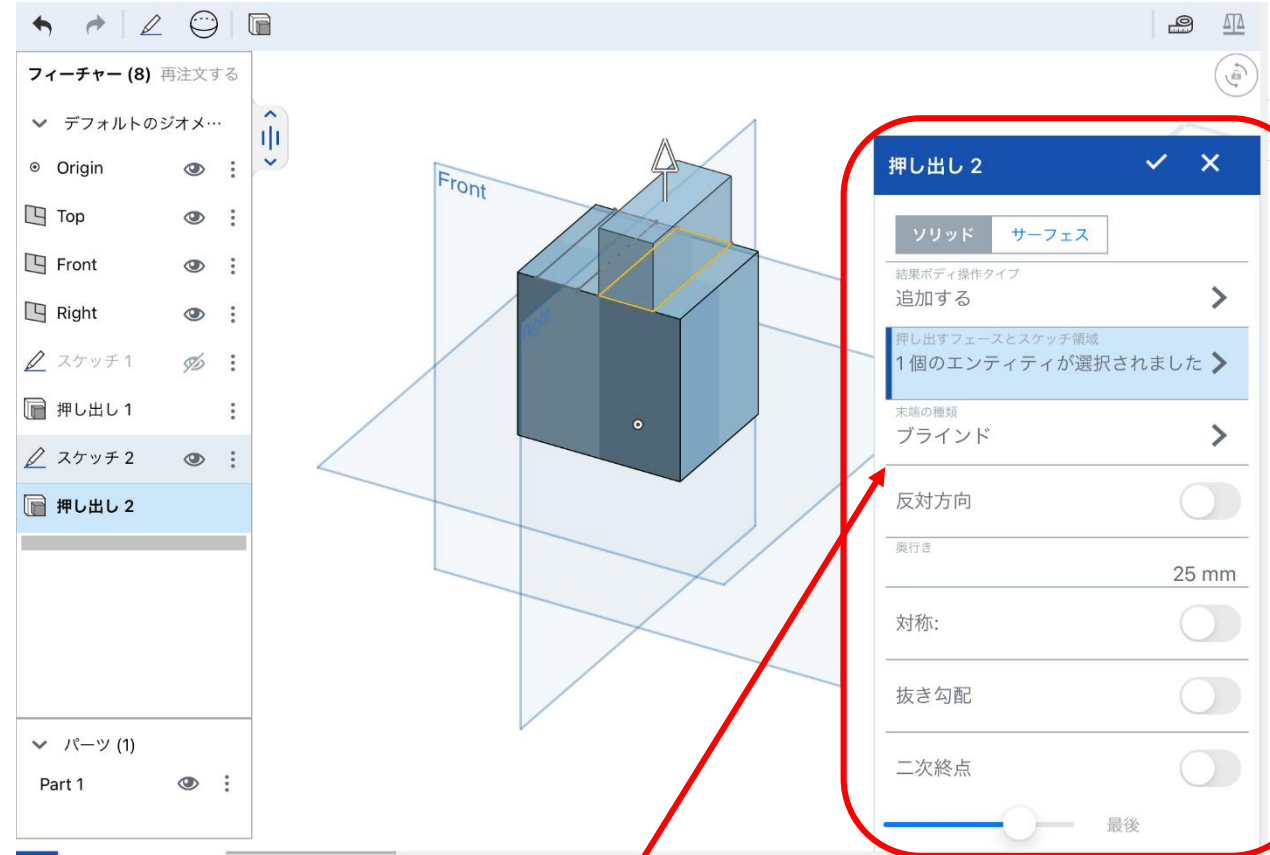 フィーチャー (8) 再注文する
デフォルトのジオメ…
Origin
Top
Front
Right
スケッチ 1
押し出し 1
スケッチ 2
押し出し 2
パーツ (1)
Part 1
Front
Right
押し出し 2
ソリッド サーフェス
結果ボディ操作タイプ
追加する
押し出すフェースとスケッチ領域
1 個のエンティティが選択されました
末端の種類
ブラインド
反対方向
奥行き
25 mm
対称:
抜き勾配
二次終点
最後